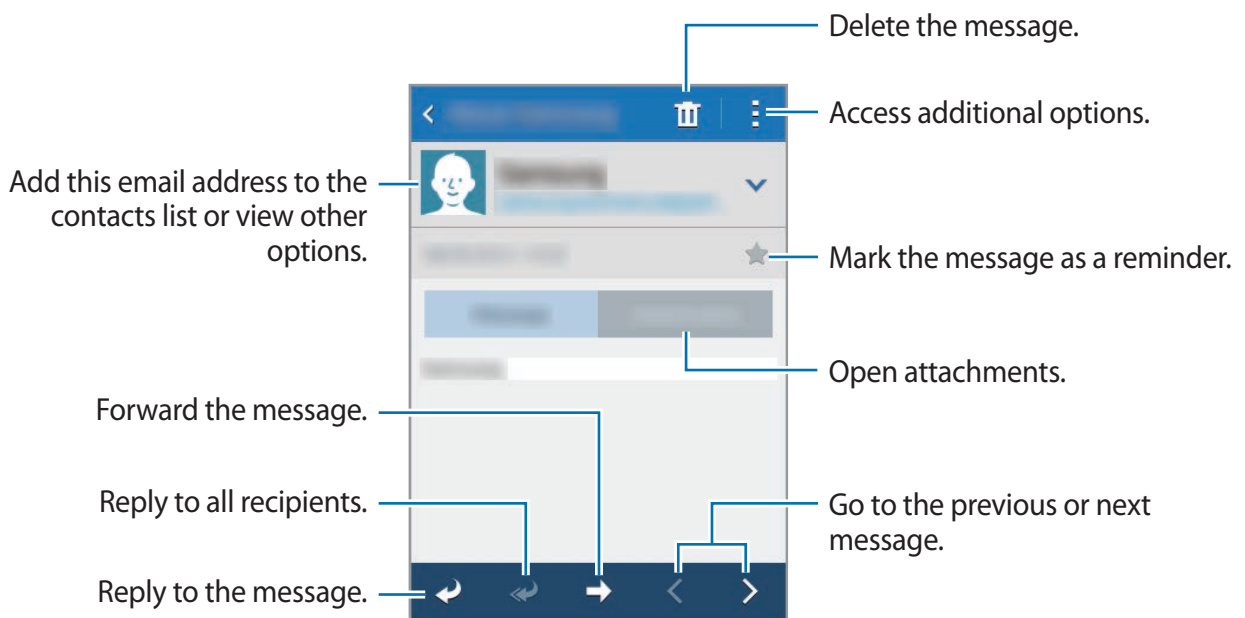 Delete the message.
Access additional options.
Add this email address to the
contacts list or view other
options.
Mark the message as a reminder.
Open attachments.
Forward the message.
Reply to all recipients.
Go to the previous or next
message.
Reply to the message.